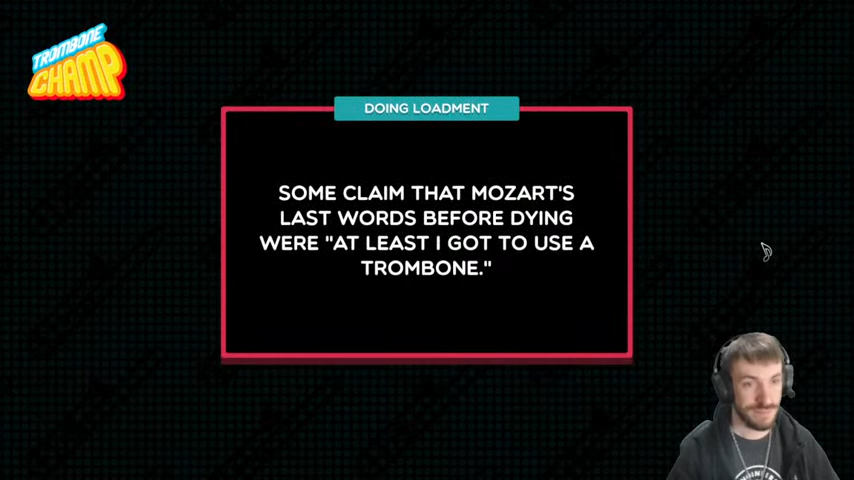 TROMBONE
CHAMP
DOING LOADMENT
SOME CLAIM THAT MOZART'S
LAST WORDS BEFORE DYING
WERE "AT LEAST I GOT TO USE A
TROMBONE."